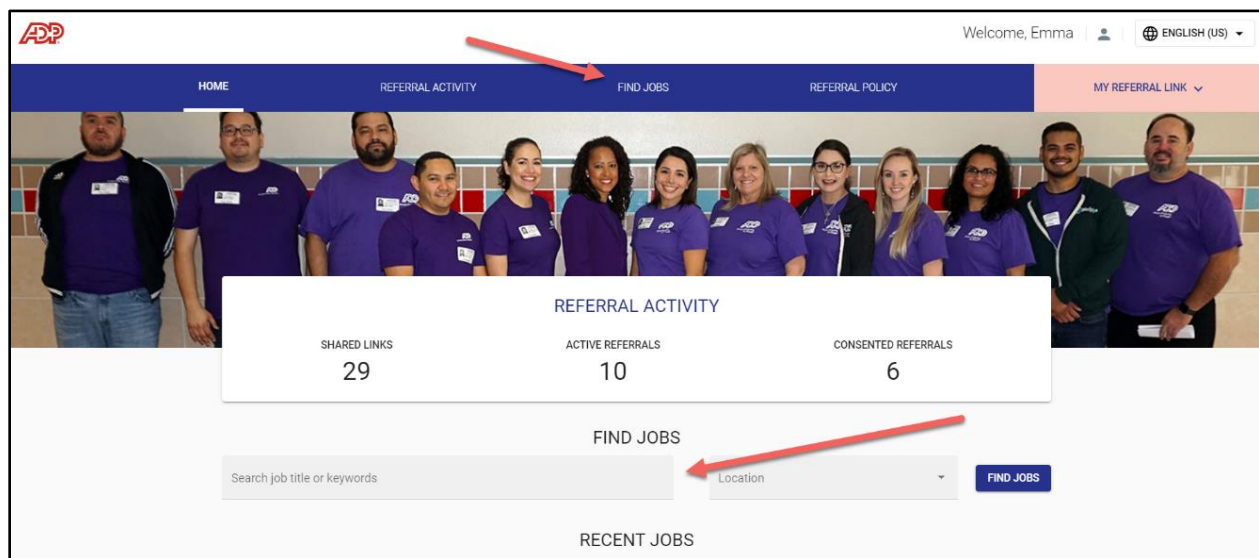 ADP
Welcome, Emma
ENGLISH (US)
HOME
REFERRAL ACTIVITY
FIND JOBS
REFERRAL POLICY
MY REFERRAL LINK
REFERRAL ACTIVITY
SHARED LINKS
ACTIVE REFERRALS
CONSENTED REFERRALS
29
10
6
FIND JOBS
Search job title or keywords
Location
FIND JOBS
RECENT JOBS